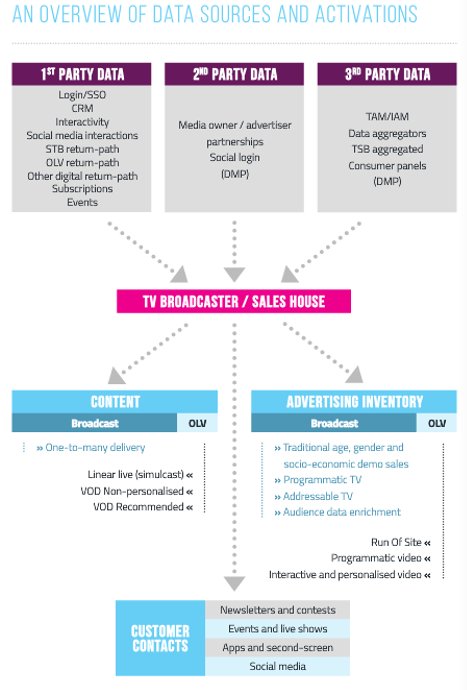 AN OVERVIEW OF DATA SOURCES AND ACTIVATIONS
1ST PARTY DATA
Login/SSO
CRM
Interactivity
Social media interactions
STB return-path
OLV return-path
Other digital return-path
Subscriptions
Events
2ND PARTY DATA
Media owner / advertiser
partnerships
Social login
(DMP)
3RD PARTY DATA
TAM/IAM
Data aggregators
TSB aggregated
Consumer panels
(DMP)
TV BROADCASTER / SALES HOUSE
CONTENT
Broadcast OLV
» One-to-many delivery
Linear live (simulcast) «
VOD Non-personalised «
VOD Recommended «
ADVERTISING INVENTORY
Broadcast OLV
» Traditional age, gender and
socio-economic demo sales
» Programmatic TV
» Addressable TV
» Audience data enrichment
Run Of Site «
Programmatic video «
Interactive and personalised video «
CUSTOMER
CONTACTS
Newsletters and contests
Events and live shows
Apps and second-screen
Social media